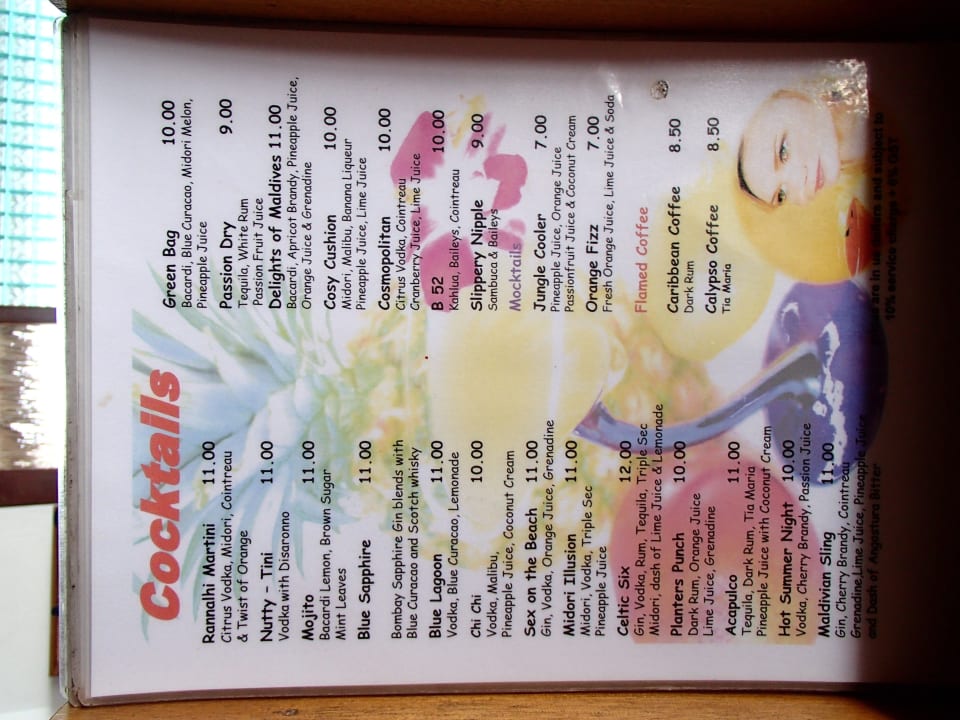 Cocktails
Rannalhi Martini 11.00
Citrus Vodka, Midori, Cointreau
& Twist of Orange
Nutty - Tini 11.00
Vodka with Disaronno
Mojito 11.00
Bacardi Lemon, Brown Sugar
Mint Leaves
Blue Sapphire 11.00
Bombay Sapphire Gin blends with
Blue Curacao and Scotch whisky
Blue Lagoon 11.00
Vodka, Blue Curacao, Lemonade
Chi Chi 10.00
Vodka, Malibu,
Pineapple Juice, Coconut Cream
Sex on the Beach 11.00
Gin, Vodka, Orange Juice, Grenadine
Midori Illusion 11.00
Midori, Vodka, Triple Sec
Pineapple Juice
Celtic Six 12.00
Gin, Vodka, Rum, Tequila, Triple Sec
Midori, dash of Lime Juice & Lemonade
Planters Punch 10.00
Dark Rum, Orange Juice
Lime Juice, Grenadine
Acapulco 11.00
Tequila, Dark Rum, Tia Maria
Pineapple Juice with Coconut Cream
Hot Summer Night 10.00
Vodka, Cherry Brandy, Passion Juice
Maldivian Sling 11.00
Gin, Cherry Brandy, Cointreau
Grenadine, Lime Juice, Pineapple Juice
and Dash of Angostura Bitter
Green Bag 10.00
Bacardi, Blue Curacao, Midori Melon,
Pineapple Juice
Passion Dry 9.00
Tequila, White Rum
Passion Fruit Juice
Delights of Maldives 11.00
Bacardi, Apricot Brandy, Pineapple Juice,
Orange Juice & Grenadine
Cosy Cushion 10.00
Midori, Malibu, Banana Liqueur
Pineapple Juice, Lime Juice
Cosmopolitan 10.00
Citrus Vodka, Cointreau
Cranberry Juice, Lime Juice
B 52 10.00
Kahlua, Baileys, Cointreau
Slippery Nipple 9.00
Sambuca & Baileys
Mocktails
Jungle Cooler 7.00
Pineapple Juice, Orange Juice
Passionfruit Juice & Coconut Cream
Orange Fizz 7.00
Fresh Orange Juice, Lime Juice & Soda
Flamed Coffee
Caribbean Coffee 8.50
Dark Rum
Calypso Coffee 8.50
Tia Maria
are in us dollars and subject to
10% service charge + 6% GST